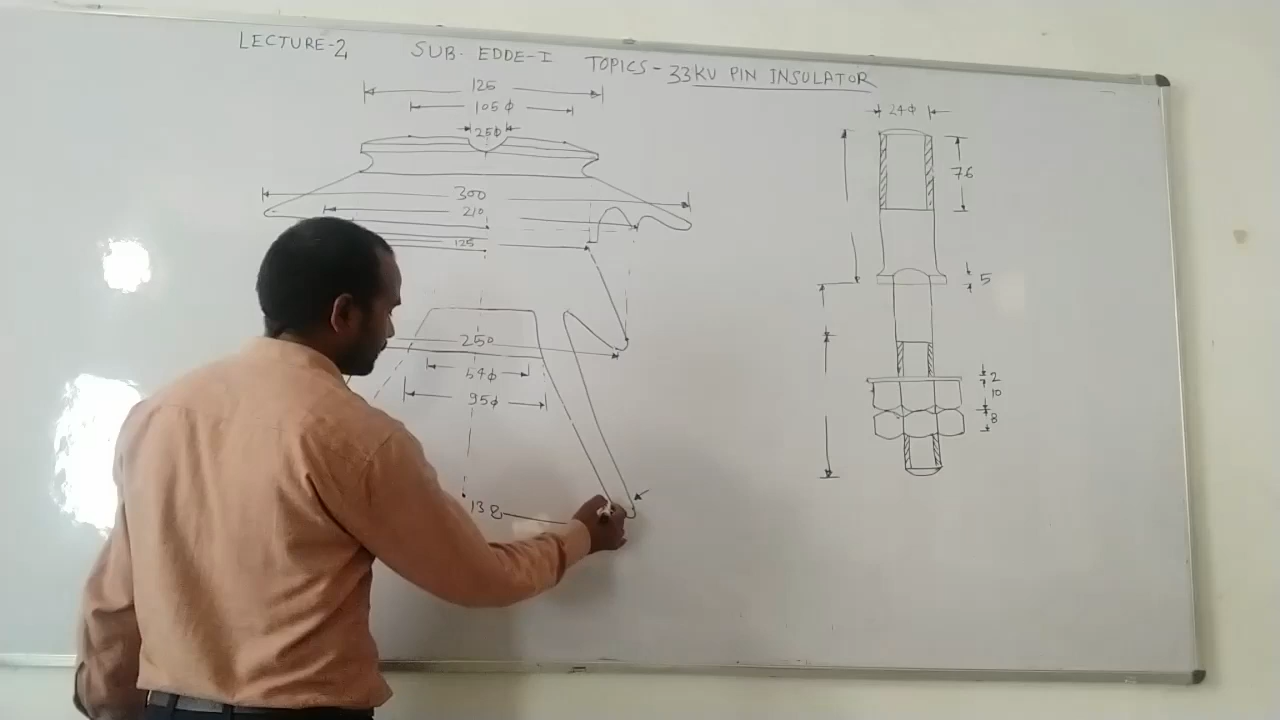 LECTURE-2
SUB. EDDE-I
TOPICS - 33KV PIN INSULATOR
125
105 φ
25φ
300
210
125
250
54φ
95φ
138
24φ
76
5
2
10
8